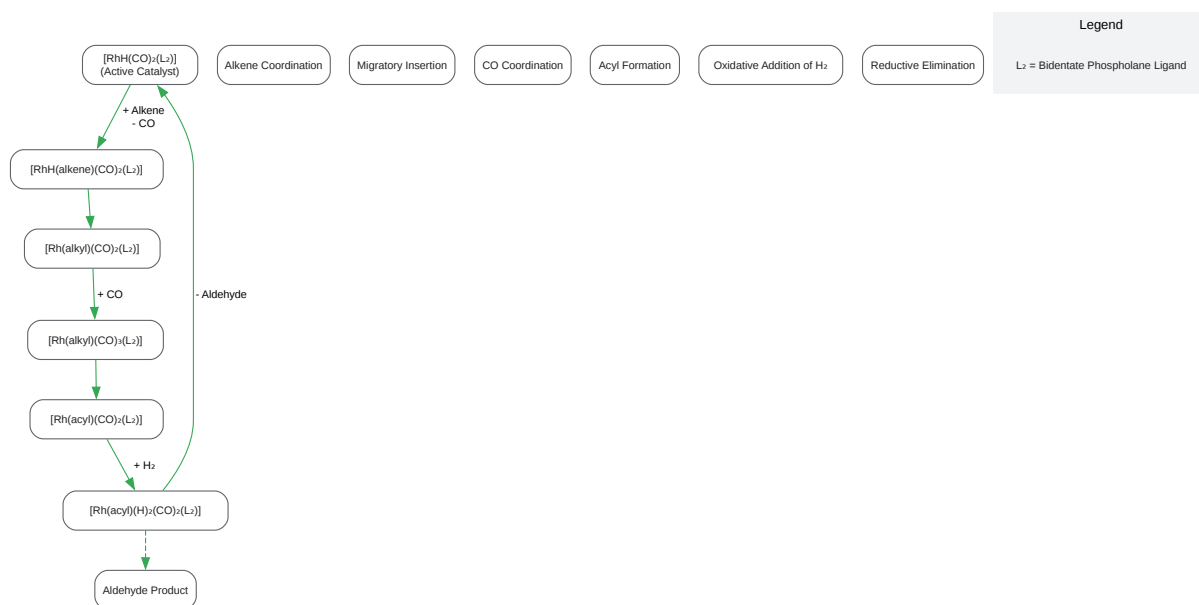 Legend
[RhH(CO)₂(L₂)]
(Active Catalyst)
Alkene Coordination
Migratory Insertion
CO Coordination
Acyl Formation
Oxidative Addition of H₂
Reductive Elimination
L₂ = Bidentate Phospholane Ligand
+ Alkene
- CO
[RhH(alkene)(CO)₂(L₂)]
[Rh(alkyl)(CO)₂(L₂)]
+ CO
- Aldehyde
[Rh(alkyl)(CO)₃(L₂)]
[Rh(acyl)(CO)₂(L₂)]
+ H₂
[Rh(acyl)(H)₂(CO)₂(L₂)]
Aldehyde Product